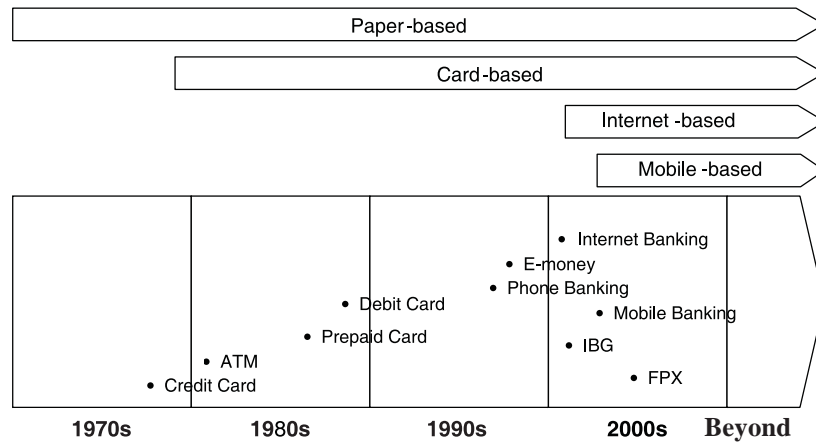 Paper-based
Card-based
Internet -based
Mobile -based
Internet Banking
E-money
Phone Banking
Debit Card
Mobile Banking
Prepaid Card
IBG
ATM
FPX
Credit Card
1970s 1980s 1990s 2000s Beyond